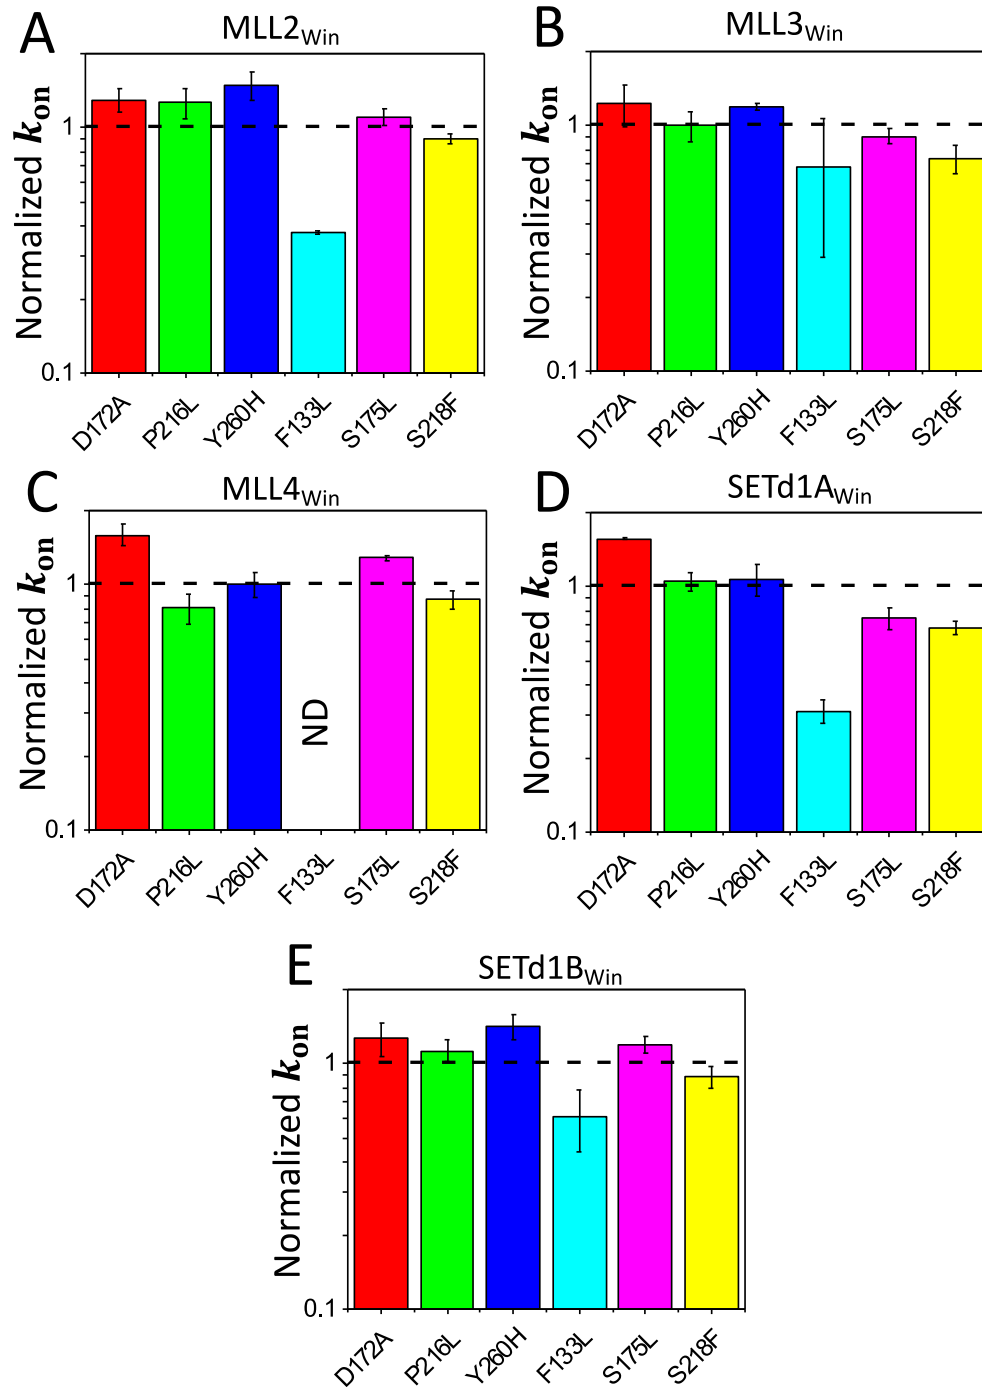 A
MLL2Win
Normalized kon
1
0.1
D172A
P216L
Y260H
F133L
S175L
S218F
B
MLL3Win
Normalized kon
1
0.1
D172A
P216L
Y260H
F133L
S175L
S218F
C
MLL4Win
Normalized kon
1
0.1
ND
D172A
P216L
Y260H
F133L
S175L
S218F
D
SETd1AWin
Normalized kon
1
0.1
D172A
P216L
Y260H
F133L
S175L
S218F
E
SETd1BWin
Normalized kon
1
0.1
D172A
P216L
Y260H
F133L
S175L
S218F